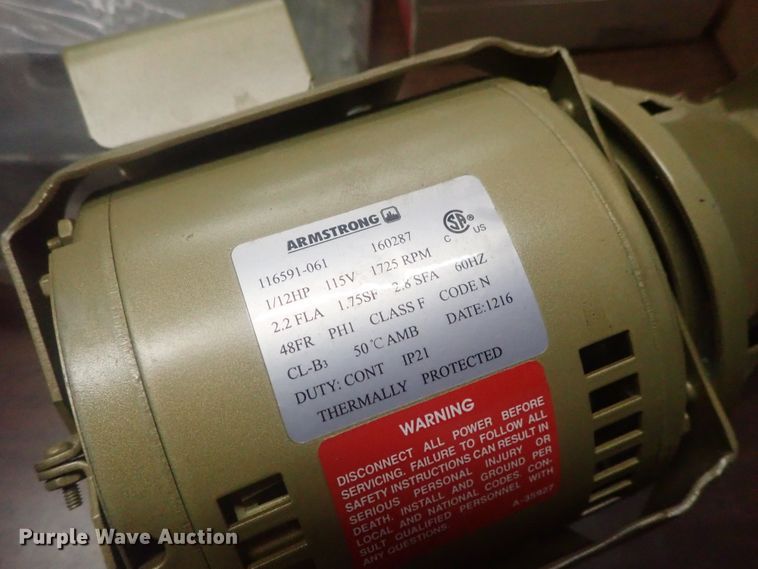 ARMSTRONG
116591-061 160287
C SA® US
1/12HP 115V 1725 RPM
2.2 FLA 1.75SF 2.6 SFA 60HZ
48FR PH1 CLASS F CODE N
CL-B₃ 50 °C AMB DATE:1216
DUTY: CONT IP21
THERMALLY PROTECTED
WARNING
DISCONNECT ALL POWER BEFORE
SERVICING. FAILURE TO FOLLOW ALL
SAFETY INSTRUCTIONS CAN RESULT IN
SERIOUS PERSONAL INJURY OR
DEATH. INSTALL AND GROUND PER
LOCAL AND NATIONAL CODES. CON-
SULT QUALIFIED PERSONNEL WITH
ANY QUESTIONS.
A-35927
Purple Wave Auction